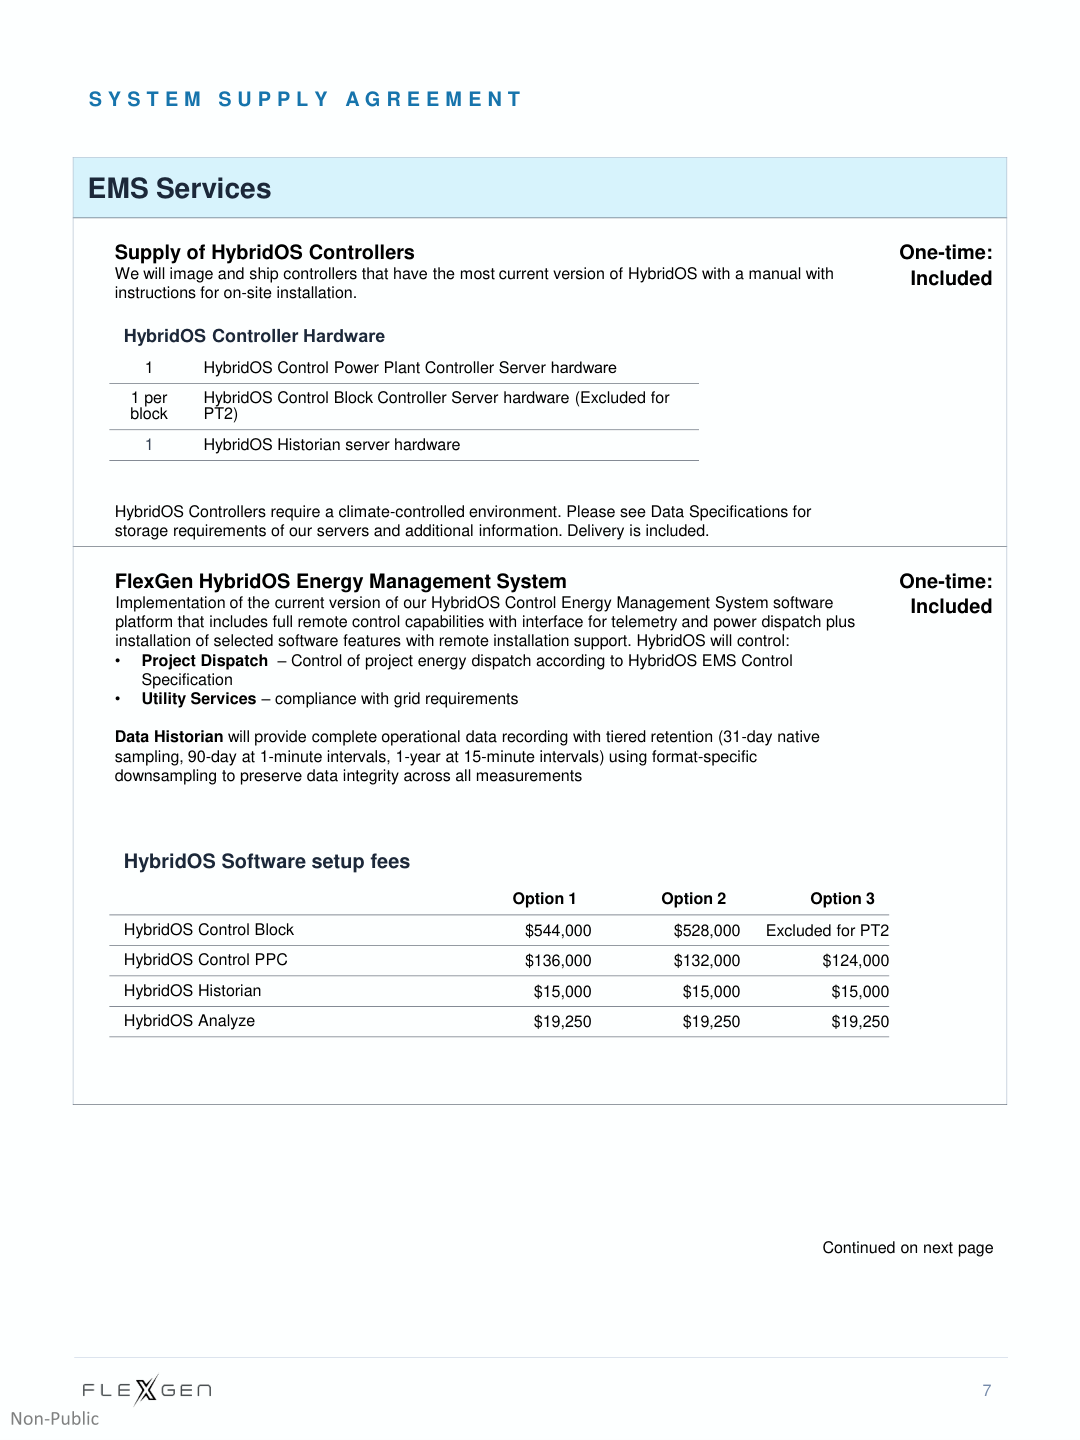 SYSTEM SUPPLY AGREEMENT
EMS Services
Supply of HybridOS Controllers
We will image and ship controllers that have the most current version of HybridOS with a manual with
instructions for on-site installation.
One-time:
Included
HybridOS Controller Hardware
1 HybridOS Control Power Plant Controller Server hardware
1 per HybridOS Control Block Controller Server hardware (Excluded for
block PT2)
1 HybridOS Historian server hardware
HybridOS Controllers require a climate-controlled environment. Please see Data Specifications for
storage requirements of our servers and additional information. Delivery is included.
FlexGen HybridOS Energy Management System
Implementation of the current version of our HybridOS Control Energy Management System software
platform that includes full remote control capabilities with interface for telemetry and power dispatch plus
installation of selected software features with remote installation support. HybridOS will control:
• Project Dispatch – Control of project energy dispatch according to HybridOS EMS Control
Specification
• Utility Services – compliance with grid requirements
Data Historian will provide complete operational data recording with tiered retention (31-day native
sampling, 90-day at 1-minute intervals, 1-year at 15-minute intervals) using format-specific
downsampling to preserve data integrity across all measurements
One-time:
Included
HybridOS Software setup fees
Option 1 Option 2 Option 3
HybridOS Control Block $544,000 $528,000 Excluded for PT2
HybridOS Control PPC $136,000 $132,000 $124,000
HybridOS Historian $15,000 $15,000 $15,000
HybridOS Analyze $19,250 $19,250 $19,250
Continued on next page
FLEXGEN
7
Non-Public